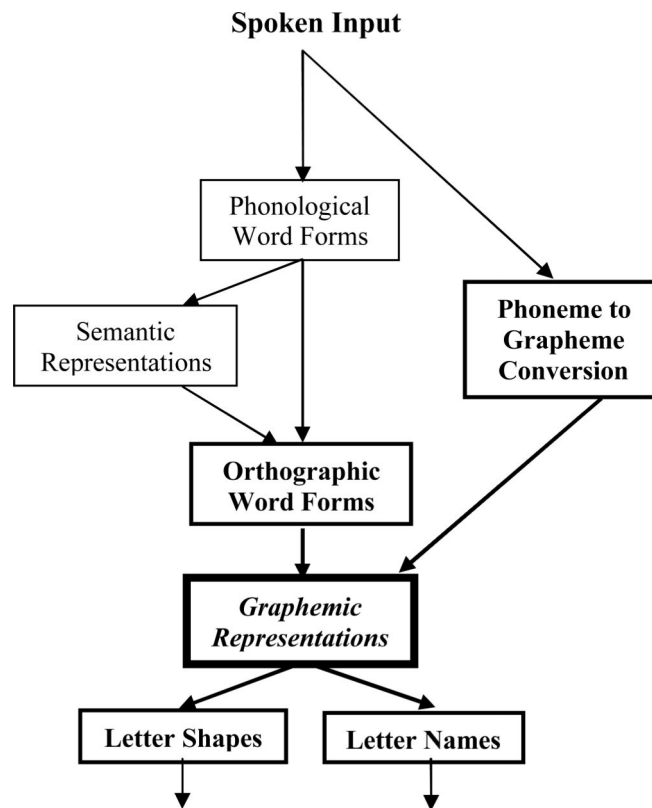 Spoken Input
Phonological
Word Forms
Semantic
Representations
Phoneme to
Grapheme
Conversion
Orthographic
Word Forms
Graphemic
Representations
Letter Shapes
Letter Names